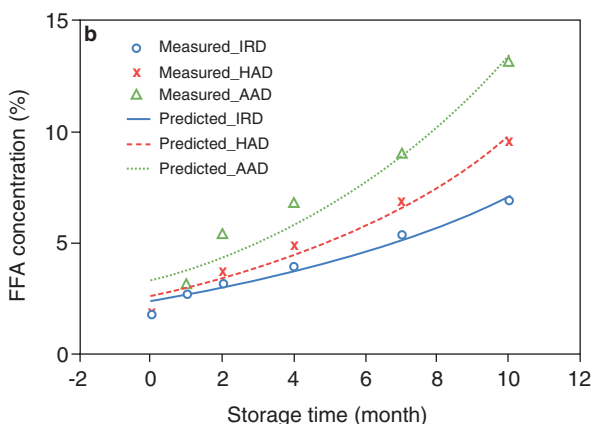 b
Measured_IRD
Measured_HAD
Measured_AAD
Predicted_IRD
Predicted_HAD
Predicted_AAD
FFA concentration (%)
15
10
5
0
-2 0 2 4 6 8 10 12
Storage time (month)